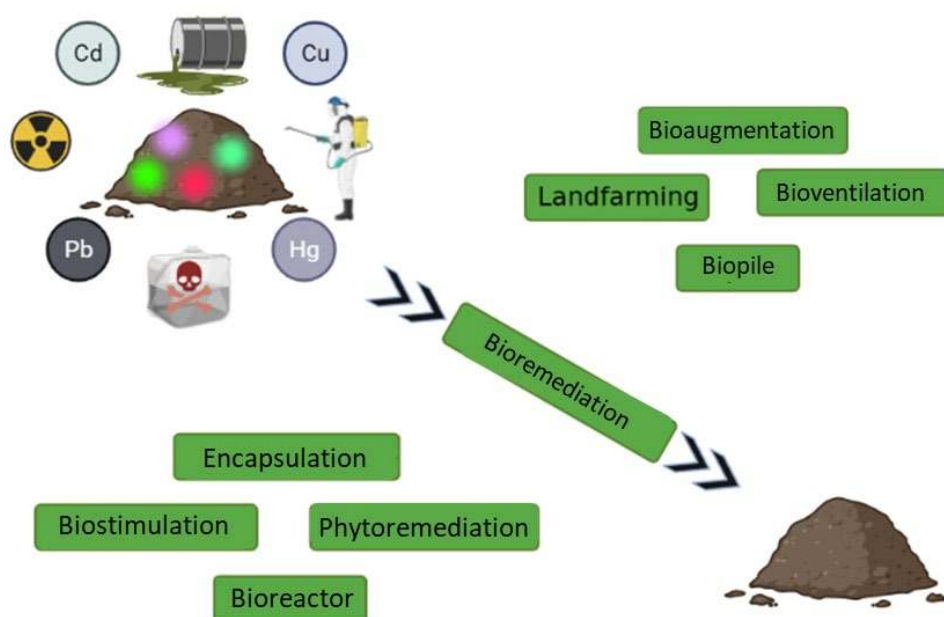 Cd
Cu
Pb
Hg
Bioaugmentation
Landfarming
Bioventilation
Biopile
Bioremediation
Encapsulation
Biostimulation
Phytoremediation
Bioreactor